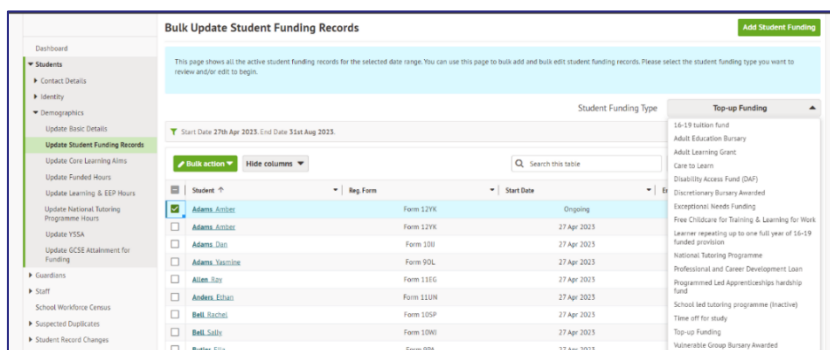 Bulk Update Student Funding Records
Add Student Funding
Dashboard
Students
Contact Details
Identity
Demographics
Update Basic Details
Update Student Funding Records
Update Core Learning Aims
Update Funded Hours
Update Learning & EEP Hours
Update National Tutoring
Programme Hours
Update YSSA
Update GCSE Attainment for
Funding
Guardians
Staff
School Workforce Census
Suspected Duplicates
Student Record Changes
This page shows all the active student funding records for the selected date range. You can use this page to bulk add and bulk edit student funding records. Please select the student funding type you want to
review and/or edit to begin.
Student Funding Type
Top-up Funding
Start Date 27th Apr 2023. End Date 31st Aug 2023.
Bulk action
Hide columns
Search this table
Student
Reg. Form
Start Date
Adams, Amber Form 12YK Ongoing
Adams, Amber Form 12YK 27 Apr 2023
Adams, Dan Form 10IJ 27 Apr 2023
Adams, Yasmine Form 9OL 27 Apr 2023
Allen, Ray Form 11EG 27 Apr 2023
Anders, Ethan Form 11UN 27 Apr 2023
Bell, Rachel Form 10SP 27 Apr 2023
Bell, Sally Form 10WJ 27 Apr 2023
16-19 tuition fund
Adult Education Bursary
Adult Learning Grant
Care to Learn
Disability Access Fund (DAF)
Discretionary Bursary Awarded
Exceptional Needs Funding
Free Childcare for Training & Learning for Work
Learner repeating up to one full year of 16-19
funded provision
National Tutoring Programme
Professional and Career Development Loan
Programmed Led Apprenticeships hardship
fund
School led tutoring programme (Inactive)
Time off for study
Top-up Funding
Vulnerable Group Bursary Awarded